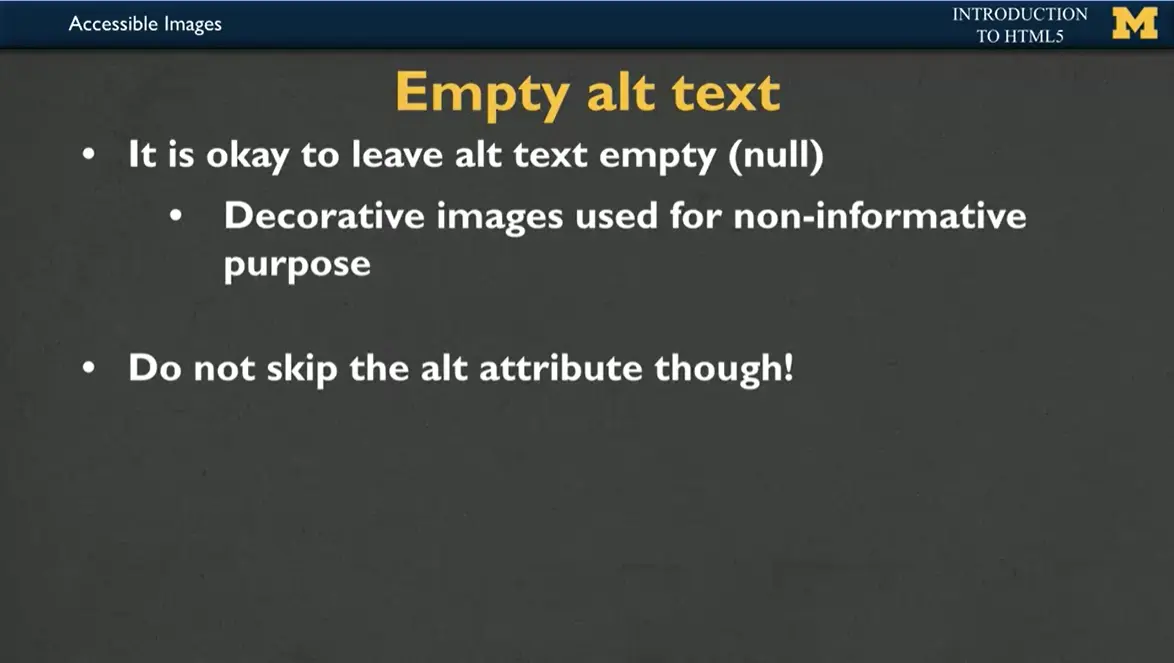 Accessible Images
INTRODUCTION
TO HTML5
M
Empty alt text
• It is okay to leave alt text empty (null)
• Decorative images used for non-informative
purpose
• Do not skip the alt attribute though!